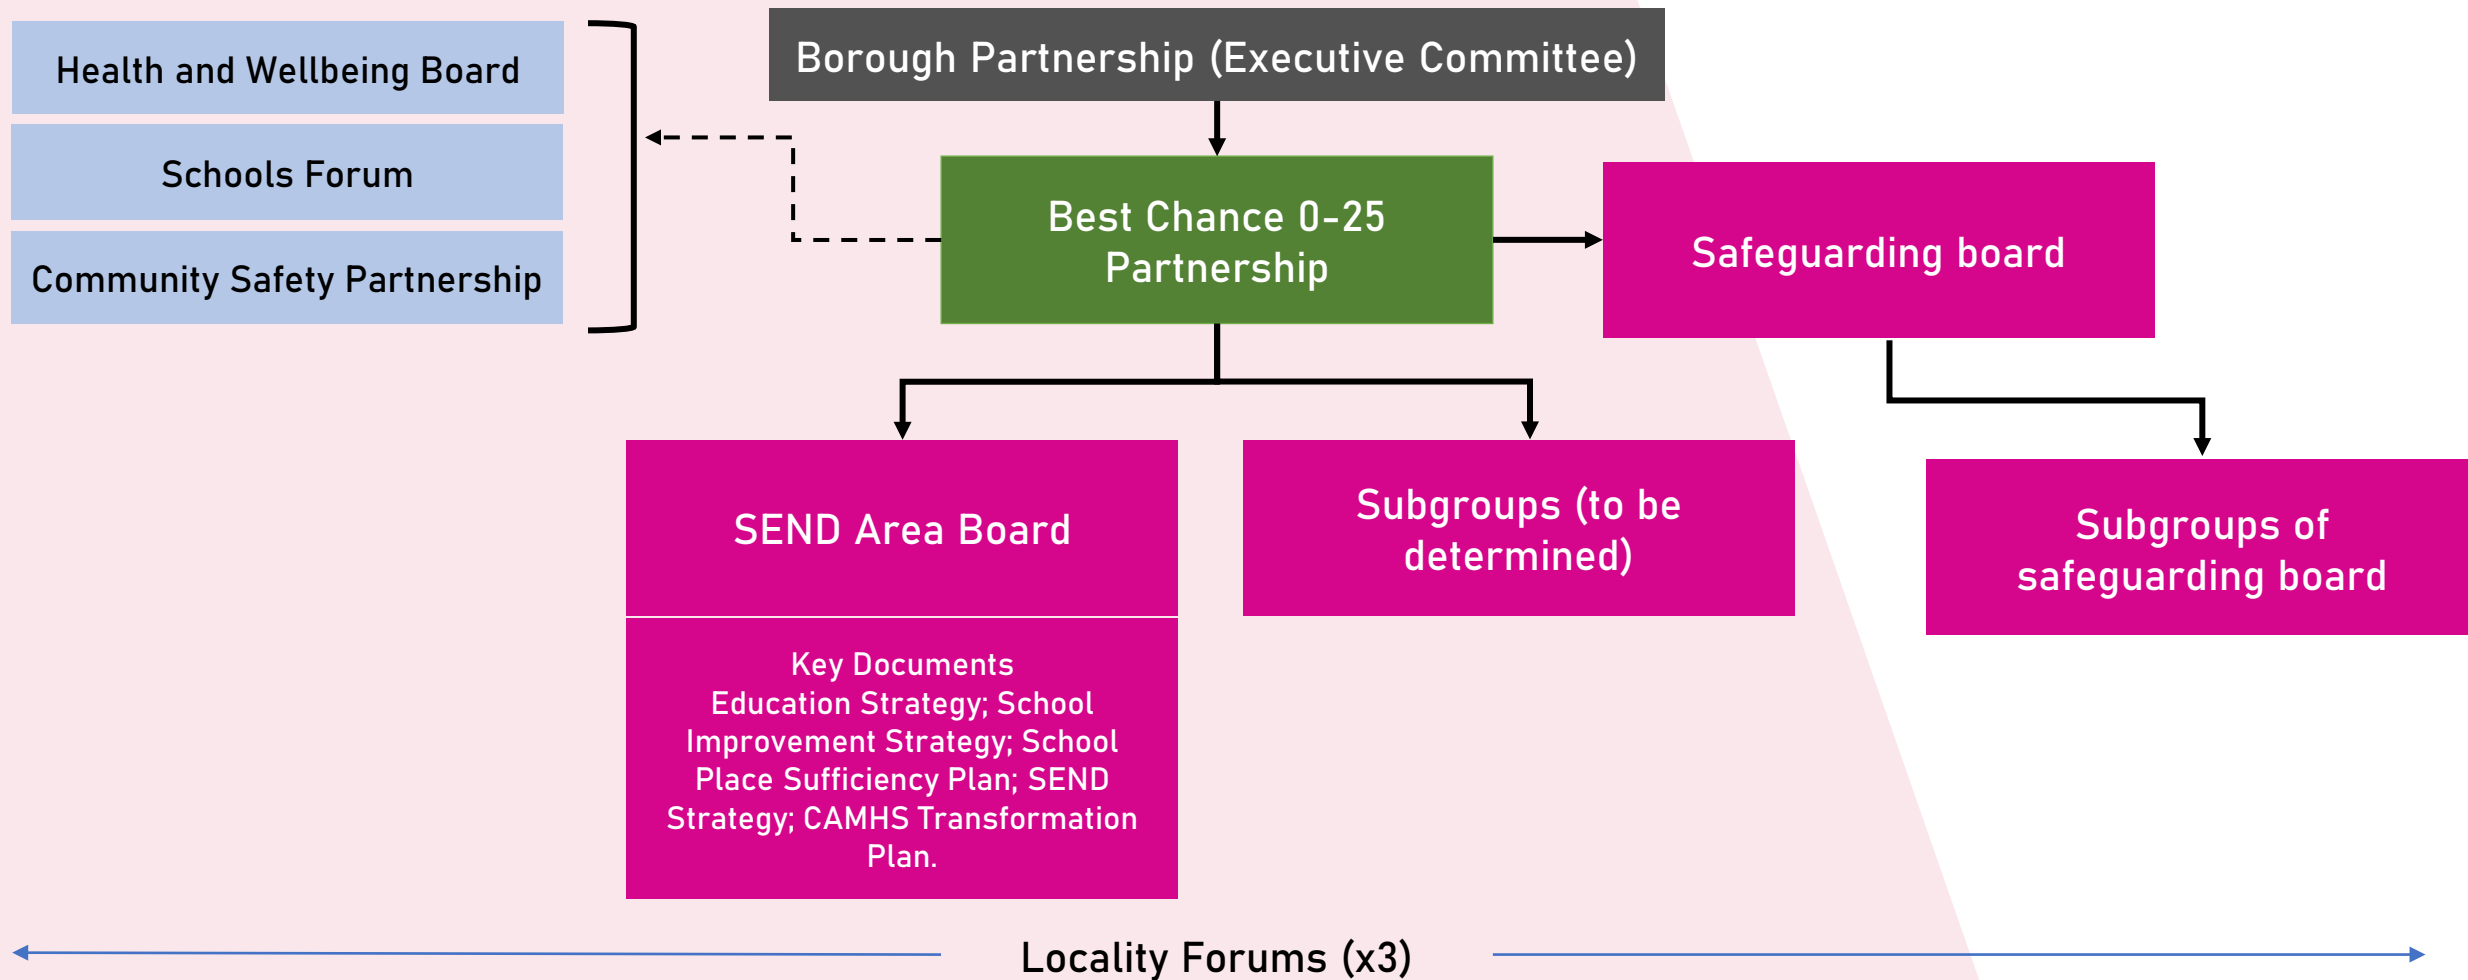 Health and Wellbeing Board
Schools Forum
Community Safety Partnership
Borough Partnership (Executive Committee)
Best Chance 0-25
Partnership
Safeguarding board
SEND Area Board
Key Documents
Education Strategy; School
Improvement Strategy; School
Place Sufficiency Plan; SEND
Strategy; CAMHS Transformation
Plan.
Subgroups (to be
determined)
Subgroups of
safeguarding board
Locality Forums (x3)